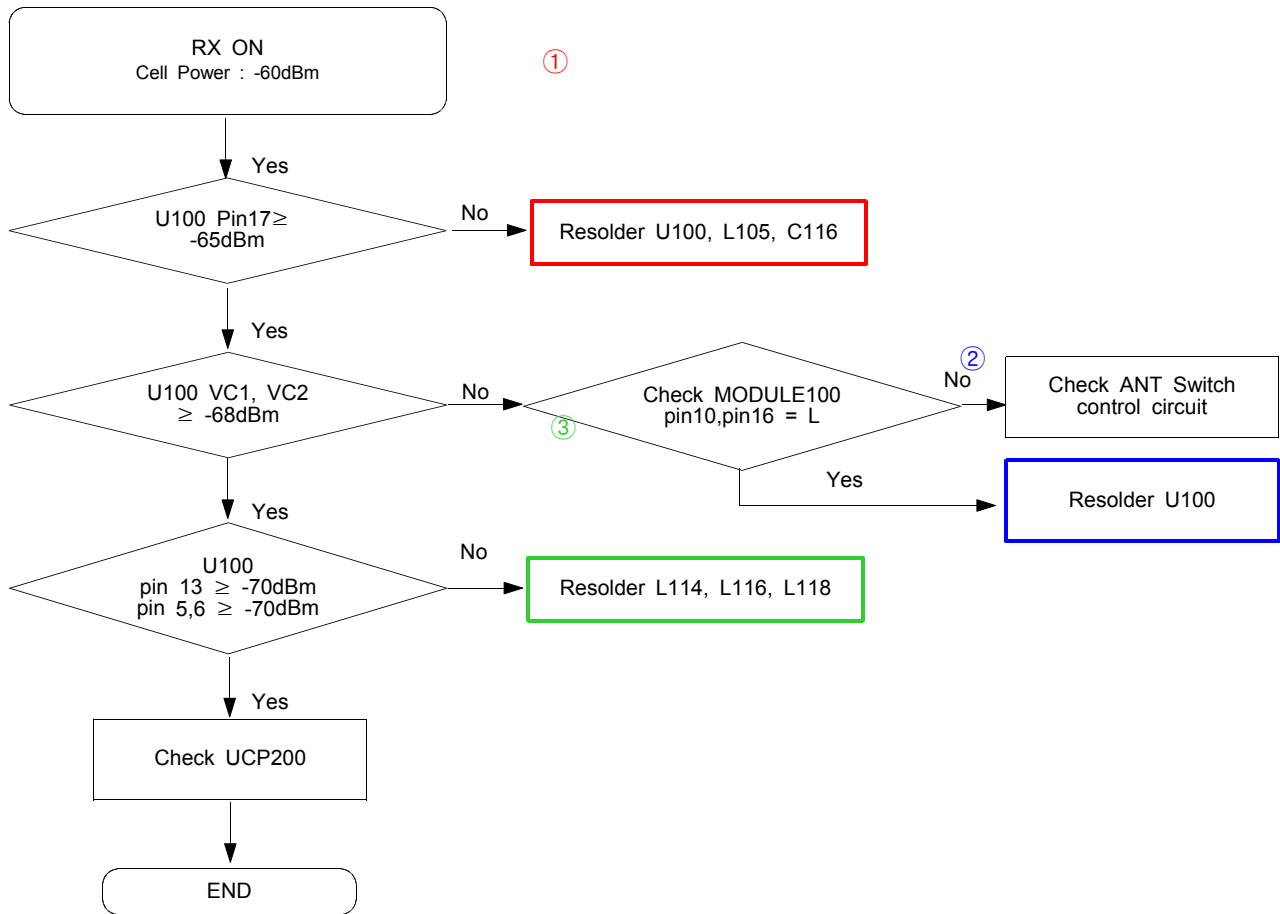 RX ON
Cell Power : -60dBm
①
Yes
U100 Pin17≥
-65dBm
No
Resolder U100, L105, C116
Yes
U100 VC1, VC2
≥ -68dBm
No
③
Check MODULE100
pin10,pin16 = L
②
No
Check ANT Switch
control circuit
Yes
Resolder U100
Yes
U100
pin 13 ≥ -70dBm
pin 5,6 ≥ -70dBm
No
Resolder L114, L116, L118
Yes
Check UCP200
END